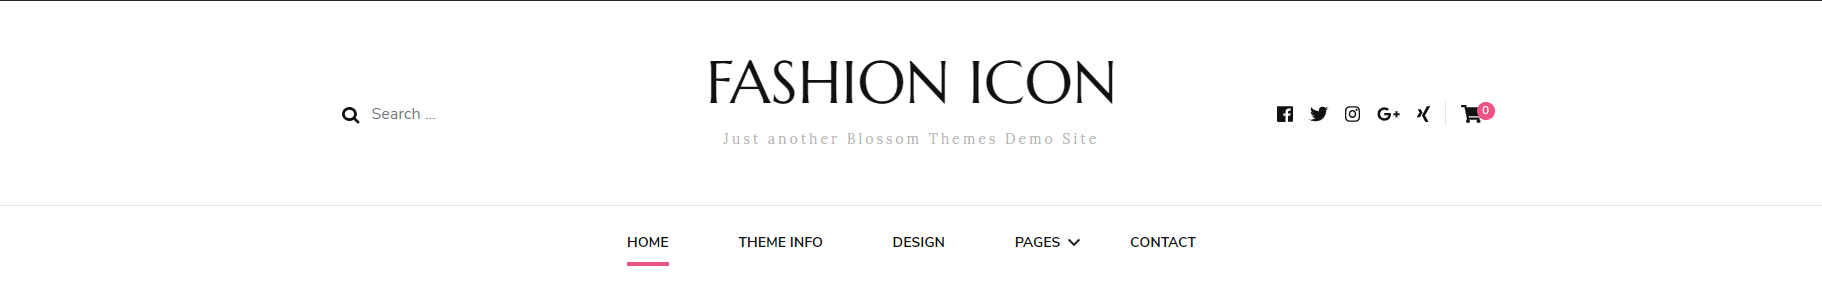 FASHION ICON
Search ...
0
Just another Blossom Themes Demo Site
HOME THEME INFO DESIGN PAGES CONTACT